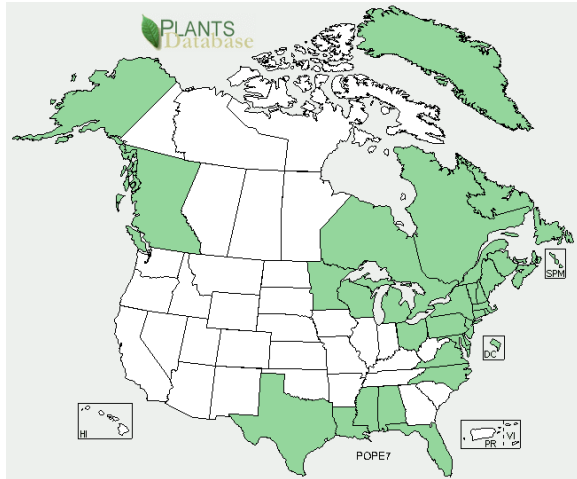 PLANTS
Database
SPM
DC
HI
PR
VI
POPE7